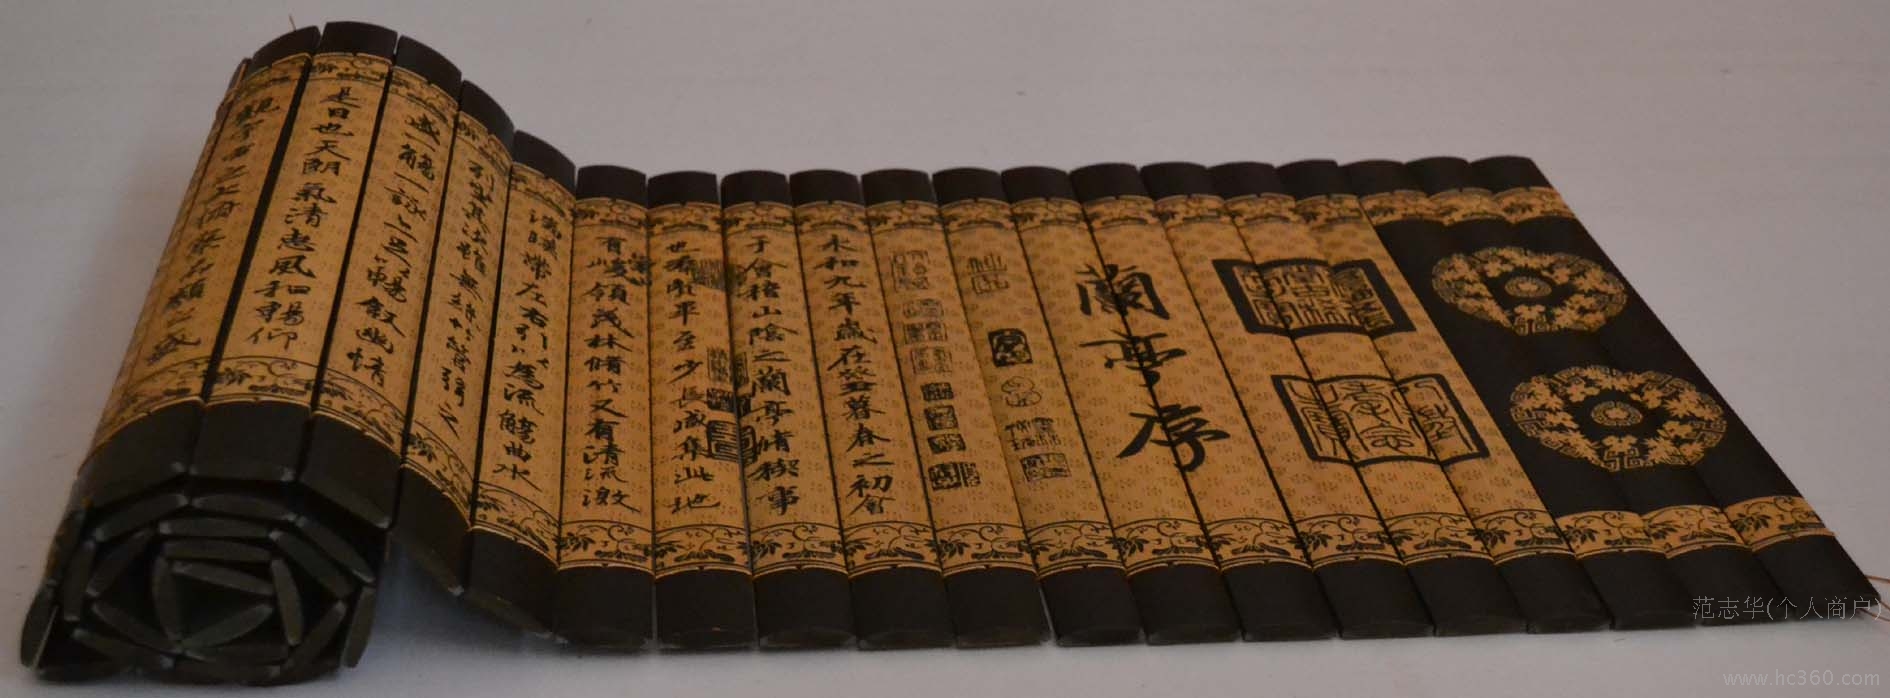 蘭亭序
永和九年歲在癸丑暮春之初會
于會稽山陰之蘭亭脩稧事
也羣賢畢至少長咸集此地
有崇山峻領茂林脩竹又有清流激
湍暎帶左右引以為流觴曲水
列坐其次雖無絲竹管弦之
盛一觴一詠亦足以暢敘幽情
是日也天朗氣清惠風和暢仰
觀宇宙之大俯察品類之盛
范志华(个人商户)
www.hc360.com